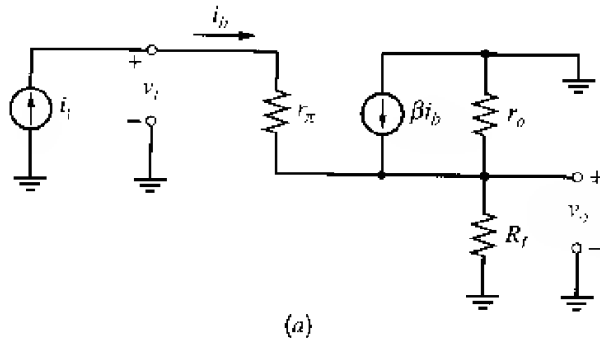 i_b
+
v_i
−
i_i
r_π
βi_b
r_o
+
v_o
−
R_f
(a)